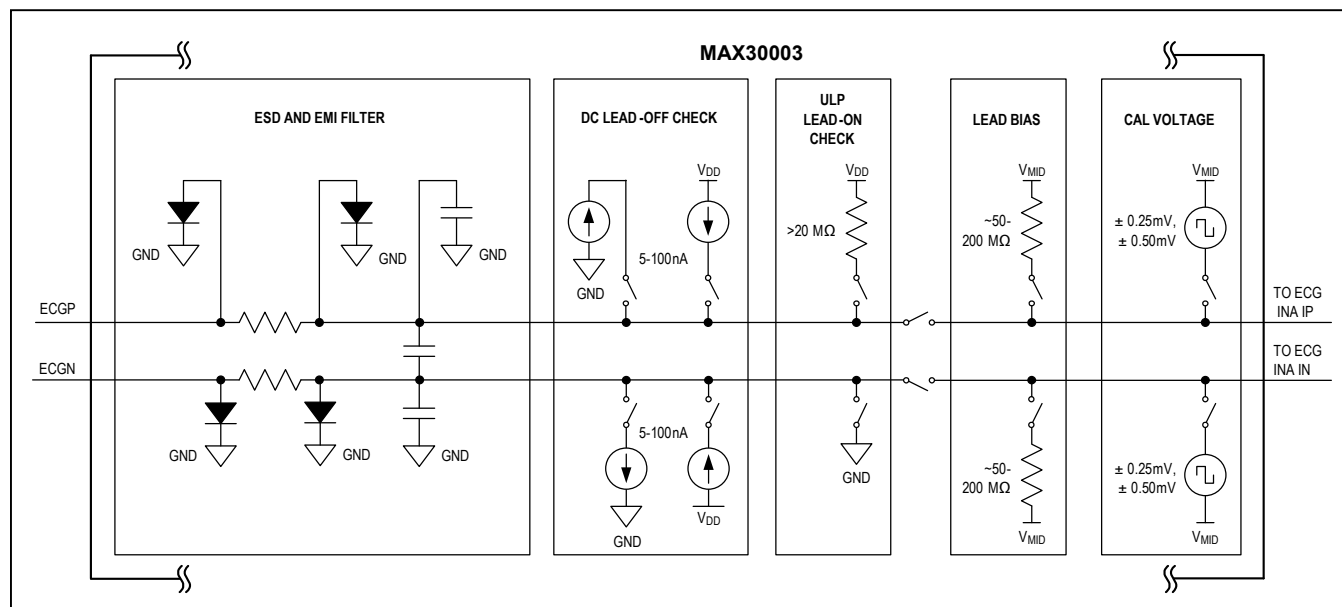 MAX30003
ESD AND EMI FILTER
DC LEAD-OFF CHECK
ULP
LEAD-ON
CHECK
LEAD BIAS
CAL VOLTAGE
GND
GND
GND
VDD
5-100nA
GND
VDD
>20 MΩ
VMID
~50-
200 MΩ
VMID
± 0.25mV,
± 0.50mV
ECGP
TO ECG
INA IP
ECGN
TO ECG
INA IN
GND
GND
GND
5-100nA
GND
VDD
GND
~50-
200 MΩ
VMID
± 0.25mV,
± 0.50mV
VMID